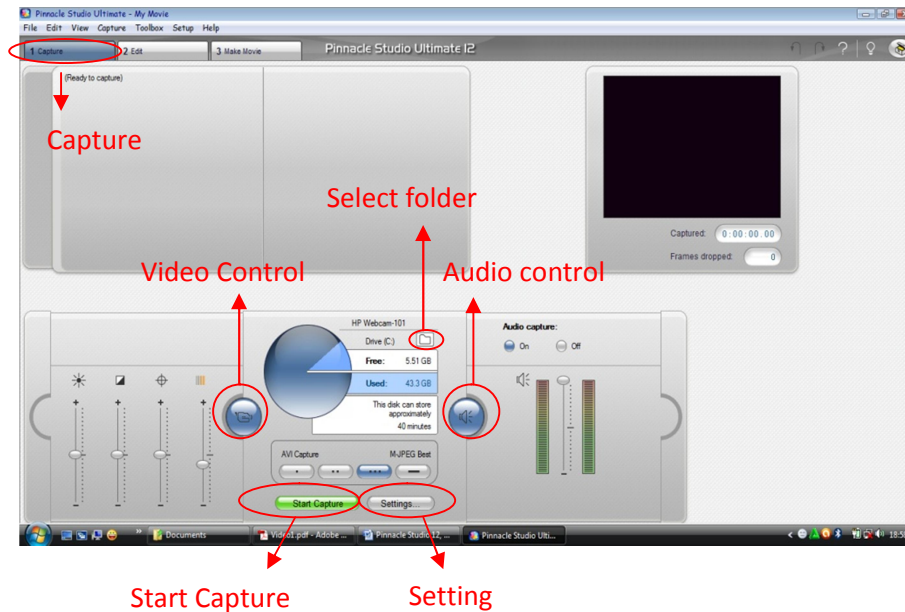 Pinnacle Studio Ultimate - My Movie
File Edit View Capture Toolbox Setup Help
1 Capture
2 Edit
3 Make Movie
Pinnacle Studio Ultimate 12
?
(Ready to capture)
Capture
Select folder
Captured: 0:00:00.00
Frames dropped: 0
Video Control
Audio control
HP Webcam-101
Drive (C:)
Free: 5.51 GB
Used: 43.3 GB
This disk can store
approximately
40 minutes
Audio capture:
On Off
+ + + +
- - - -
+
-
AVI Capture M-JPEG Best
Start Capture Settings...
Documents
Video1.pdf - Adobe ...
Pinnacle Studio 12, ...
Pinnacle Studio Ulti...
Start Capture
Setting